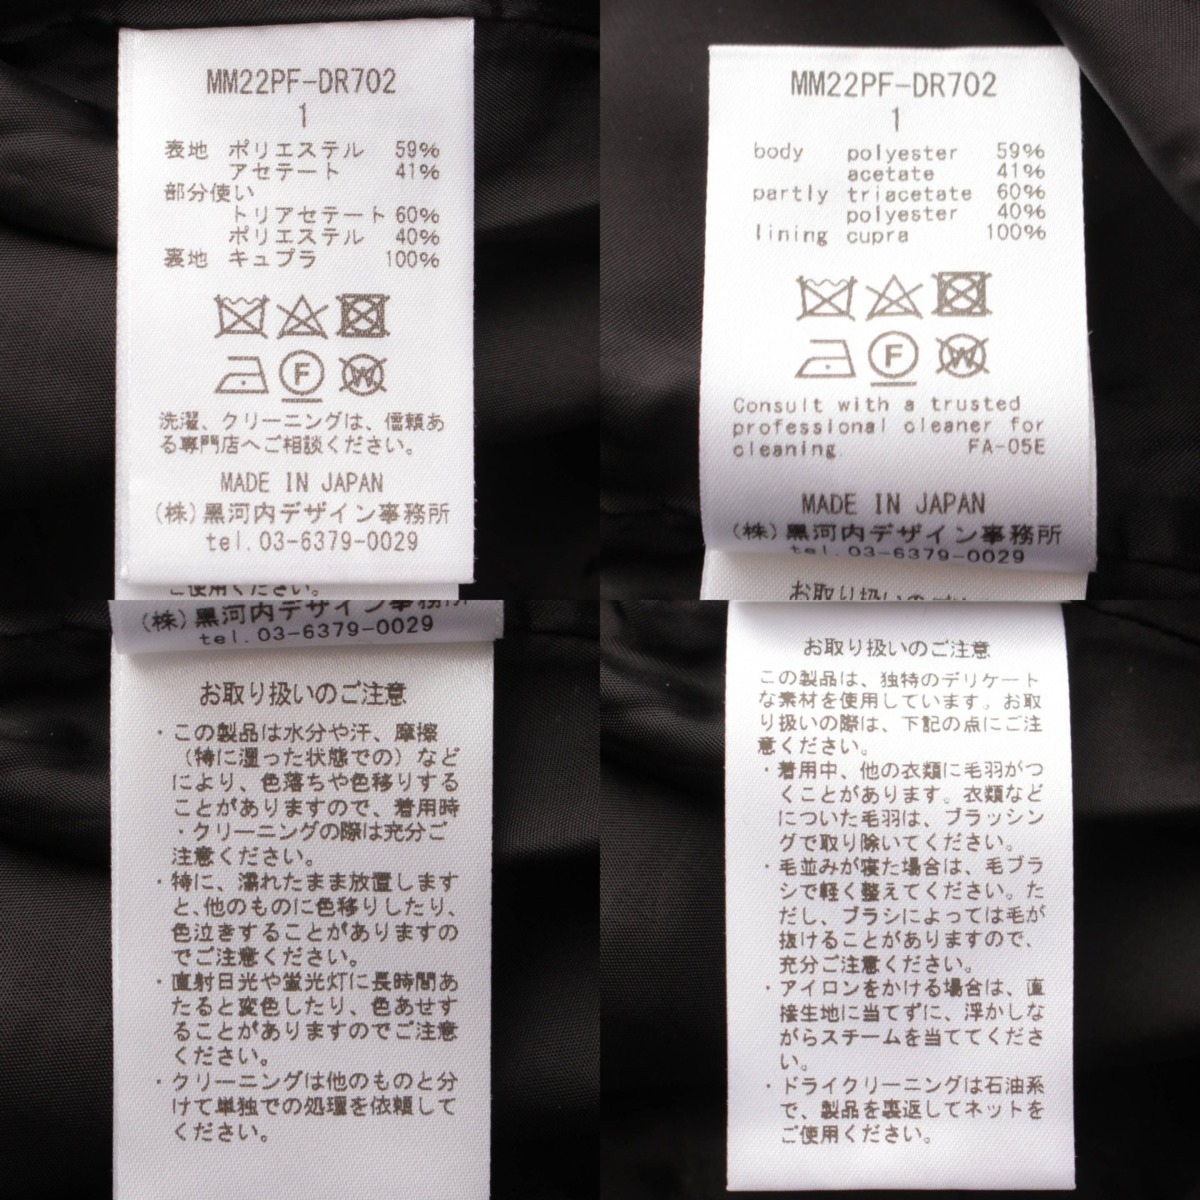 MM22PF-DR702
1
表地 ポリエステル 59%
アセテート 41%
部分使い
トリアセテート 60%
ポリエステル 40%
裏地 キュプラ 100%
F
W
洗濯、クリーニングは、信頼あ
る専門店へご相談ください。
MADE IN JAPAN
(株)黒河内デザイン事務所
tel.03-6379-0029
ご使用ください。
MM22PF-DR702
1
body polyester 59%
acetate 41%
partly triacetate 60%
polyester 40%
lining cupra 100%
F
W
Consult with a trusted
professional cleaner for
cleaning. FA-05E
MADE IN JAPAN
(株)黒河内デザイン事務所
tel.03-6379-0029
お取り扱いのご注
(株)黒河内デザイン事務所
tel.03-6379-0029
お取り扱いのご注意
・この製品は水分や汗、摩擦
（特に湿った状態での）など
により、色落ちや色移りする
ことがありますので、着用時
・クリーニングの際は充分ご
注意ください。
・特に、濡れたまま放置します
と、他のものに色移りしたり、
色泣きすることがありますの
でご注意ください。
・直射日光や蛍光灯に長時間あ
たると変色したり、色あせす
ることがありますのでご注意
ください。
・クリーニングは他のものと分
けて単独での処理を依頼して
ください。
お取り扱いのご注意
この製品は、独特のデリケート
な素材を使用しています。お取
り扱いの際は、下記の点にご注
意ください。
・着用中、他の衣類に毛羽がつ
くことがあります。衣類など
についた毛羽は、ブラッシン
グで取り除いてください。
・毛並みが寝た場合は、毛ブラ
シで軽く整えてください。た
だし、ブラシによっては毛が
抜けることがありますので、
充分ご注意ください。
・アイロンをかける場合は、直
接生地に当てずに、浮かしな
がらスチームを当ててくださ
い。
・ドライクリーニングは石油系
で、製品を裏返してネットを
ご使用ください。